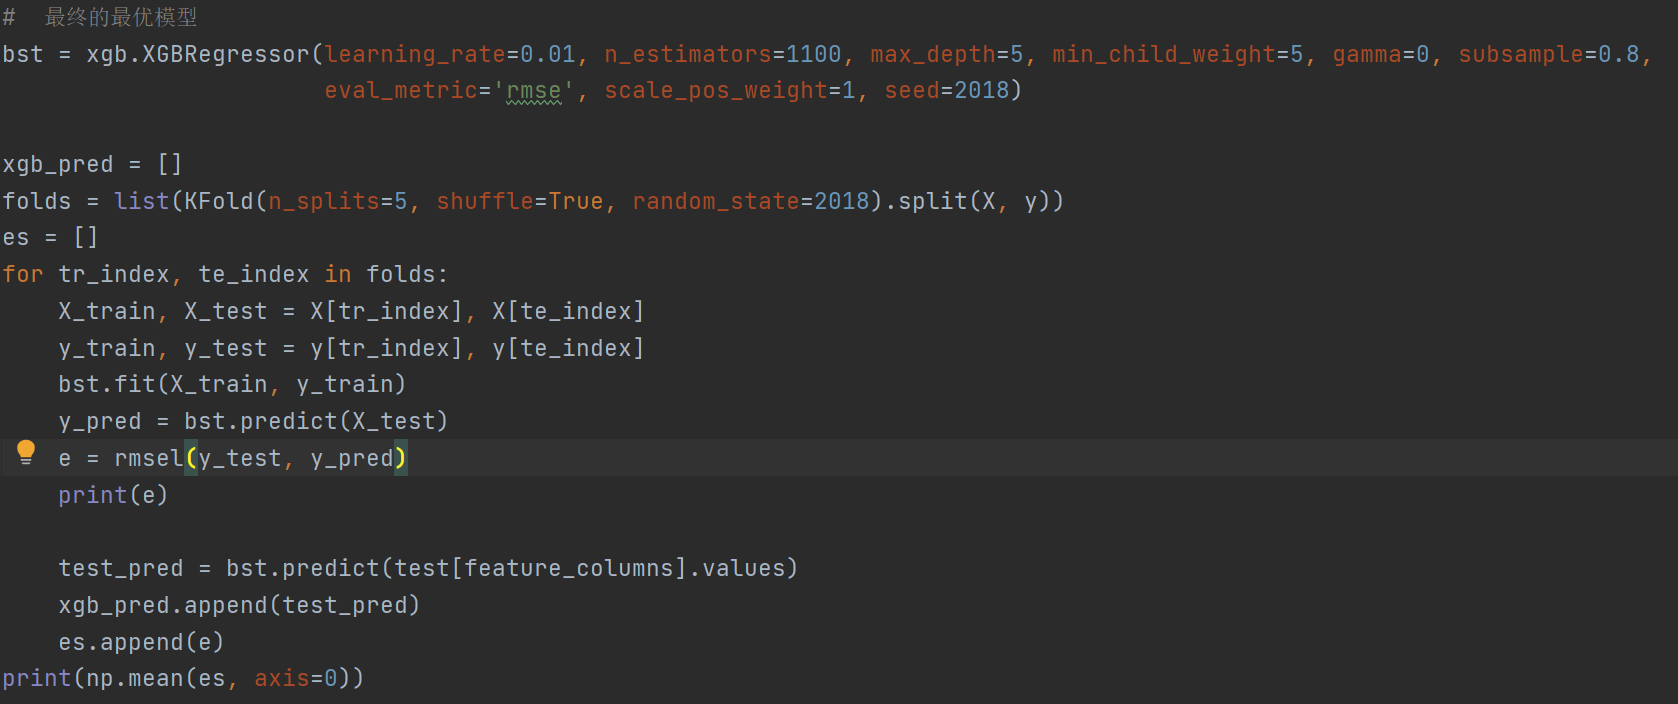 #  最终的最优模型
bst = xgb.XGBRegressor(learning_rate=0.01, n_estimators=1100, max_depth=5, min_child_weight=5, gamma=0, subsample=0.8,
                       eval_metric='rmse', scale_pos_weight=1, seed=2018)

xgb_pred = []
folds = list(KFold(n_splits=5, shuffle=True, random_state=2018).split(X, y))
es = []
for tr_index, te_index in folds:
    X_train, X_test = X[tr_index], X[te_index]
    y_train, y_test = y[tr_index], y[te_index]
    bst.fit(X_train, y_train)
    y_pred = bst.predict(X_test)
    e = rmsel(y_test, y_pred)
    print(e)

    test_pred = bst.predict(test[feature_columns].values)
    xgb_pred.append(test_pred)
    es.append(e)
print(np.mean(es, axis=0))